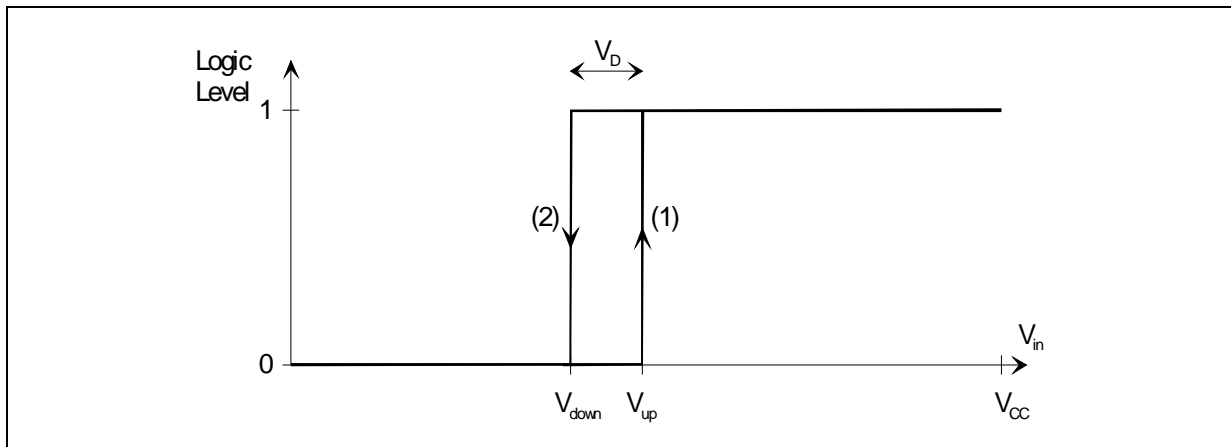 Logic
Level
V_D
1
(2)
(1)
0
V_in
V_down
V_up
V_CC